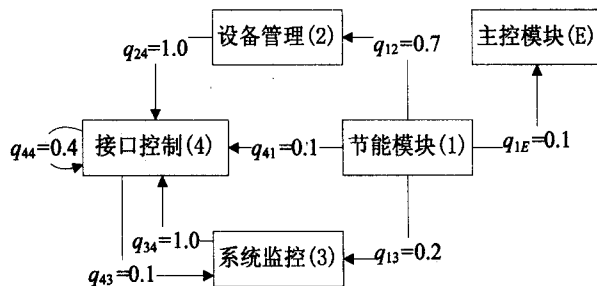 q24=1.0
设备管理(2)
q12=0.7
主控模块(E)
q44=0.4
接口控制(4)
q41=0.1
节能模块(1)
q1E=0.1
q34=1.0
系统监控(3)
q13=0.2
q43=0.1